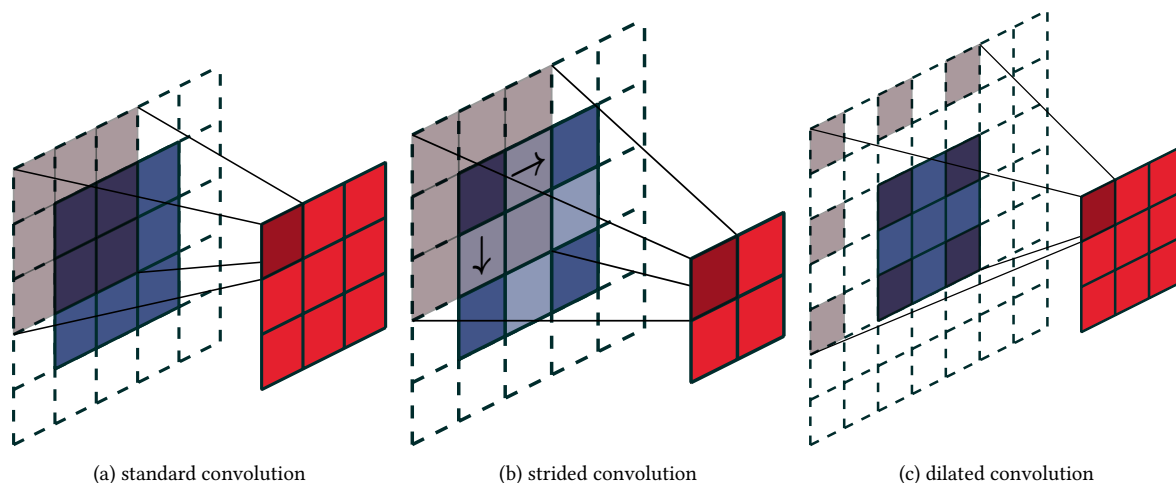 (a) standard convolution
(b) strided convolution
(c) dilated convolution